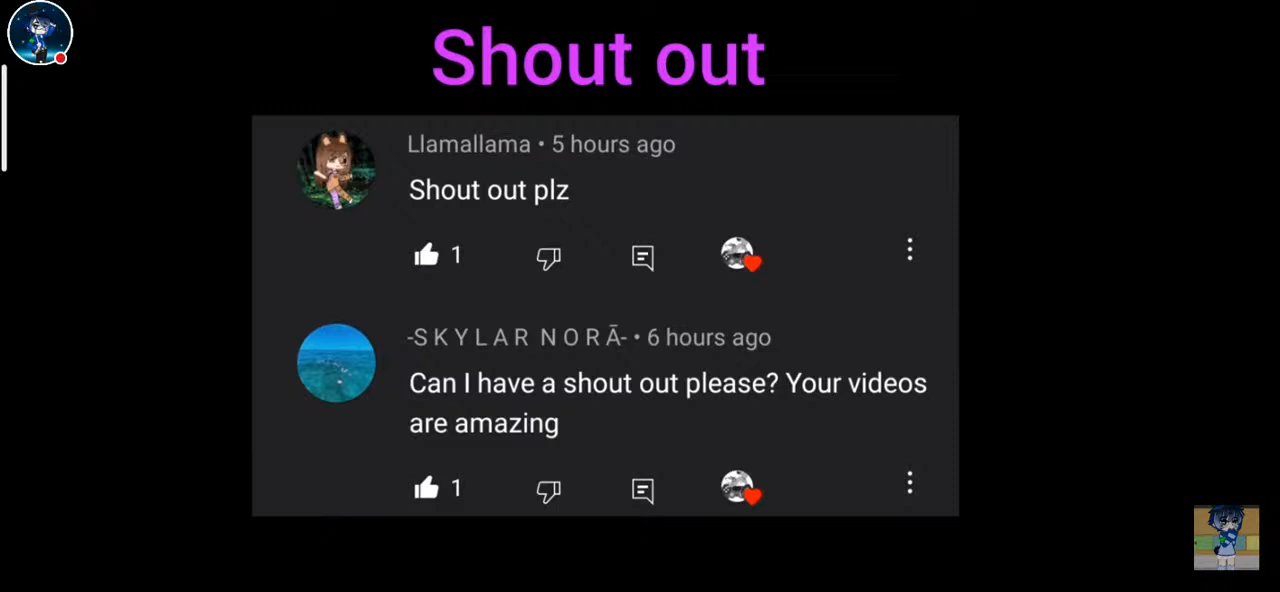 Shout out
Llamallama • 5 hours ago
Shout out plz
1
-S K Y L A R  N O R Ā- • 6 hours ago
Can I have a shout out please? Your videos
are amazing
1